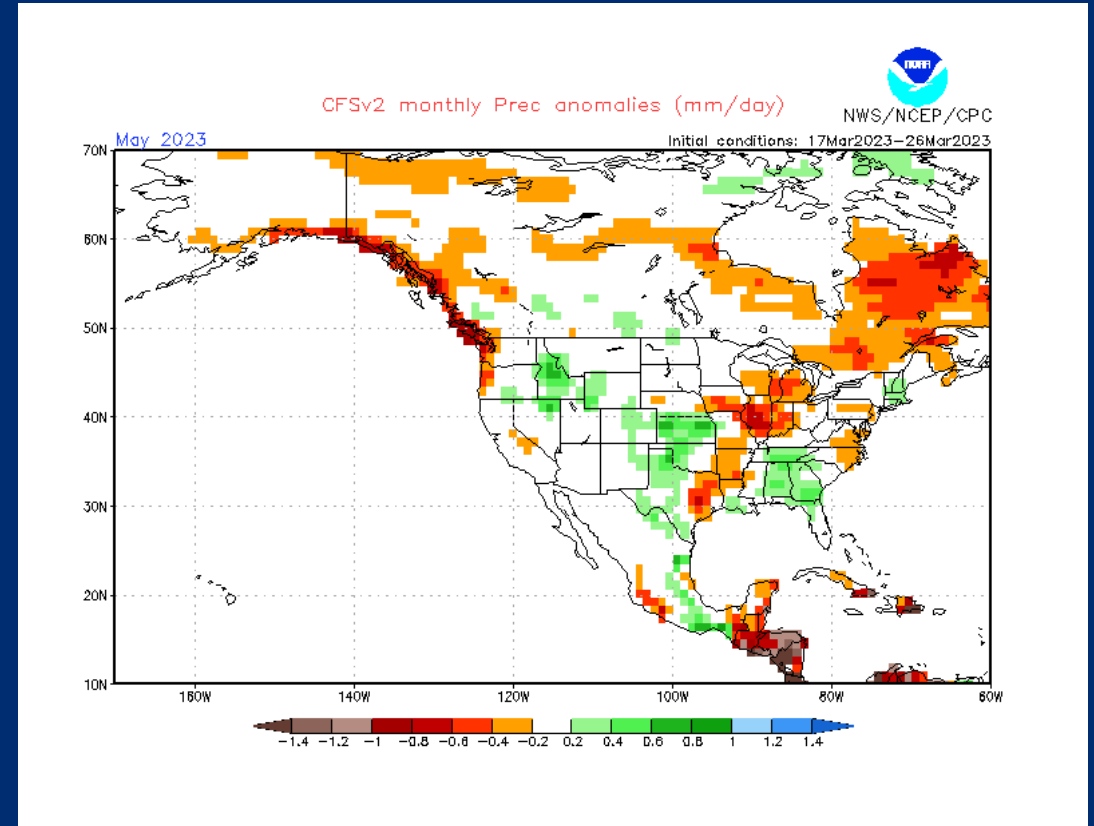 NOAA
CFSv2 monthly Prec anomalies (mm/day)
NWS/NCEP/CPC
May 2023
Initial conditions: 17Mar2023-26Mar2023
70N
60N
50N
40N
30N
20N
10N
160W 140W 120W 100W 80W 60W
-1.4 -1.2 -1 -0.8 -0.6 -0.4 -0.2 0.2 0.4 0.6 0.8 1 1.2 1.4